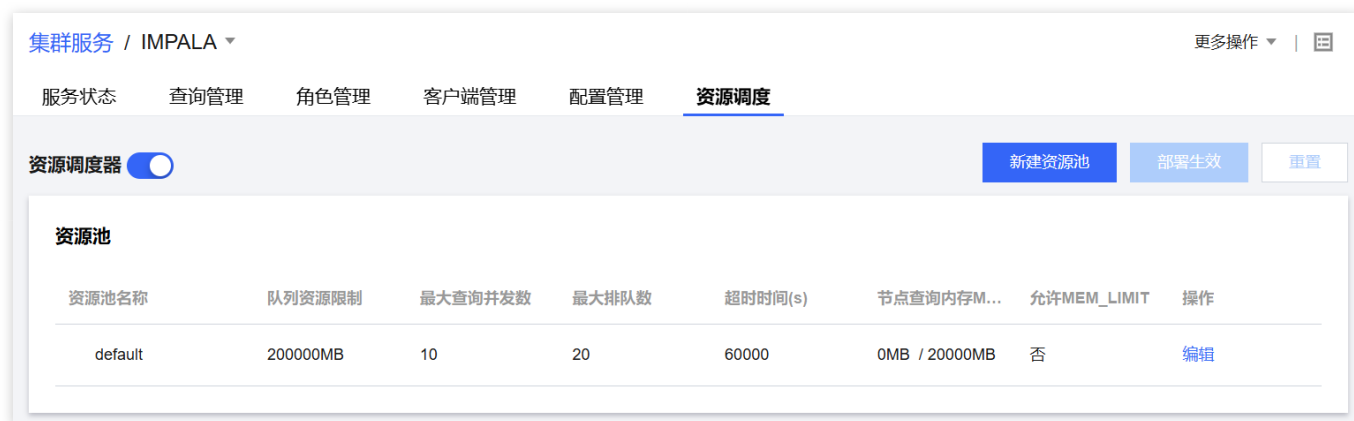 集群服务 / IMPALA 更多操作 |
服务状态 查询管理 角色管理 客户端管理 配置管理 资源调度
资源调度器 新建资源池 部署生效 重置
资源池
资源池名称 队列资源限制 最大查询并发数 最大排队数 超时时间(s) 节点查询内存M... 允许MEM_LIMIT 操作
default 200000MB 10 20 60000 0MB / 20000MB 否 编辑